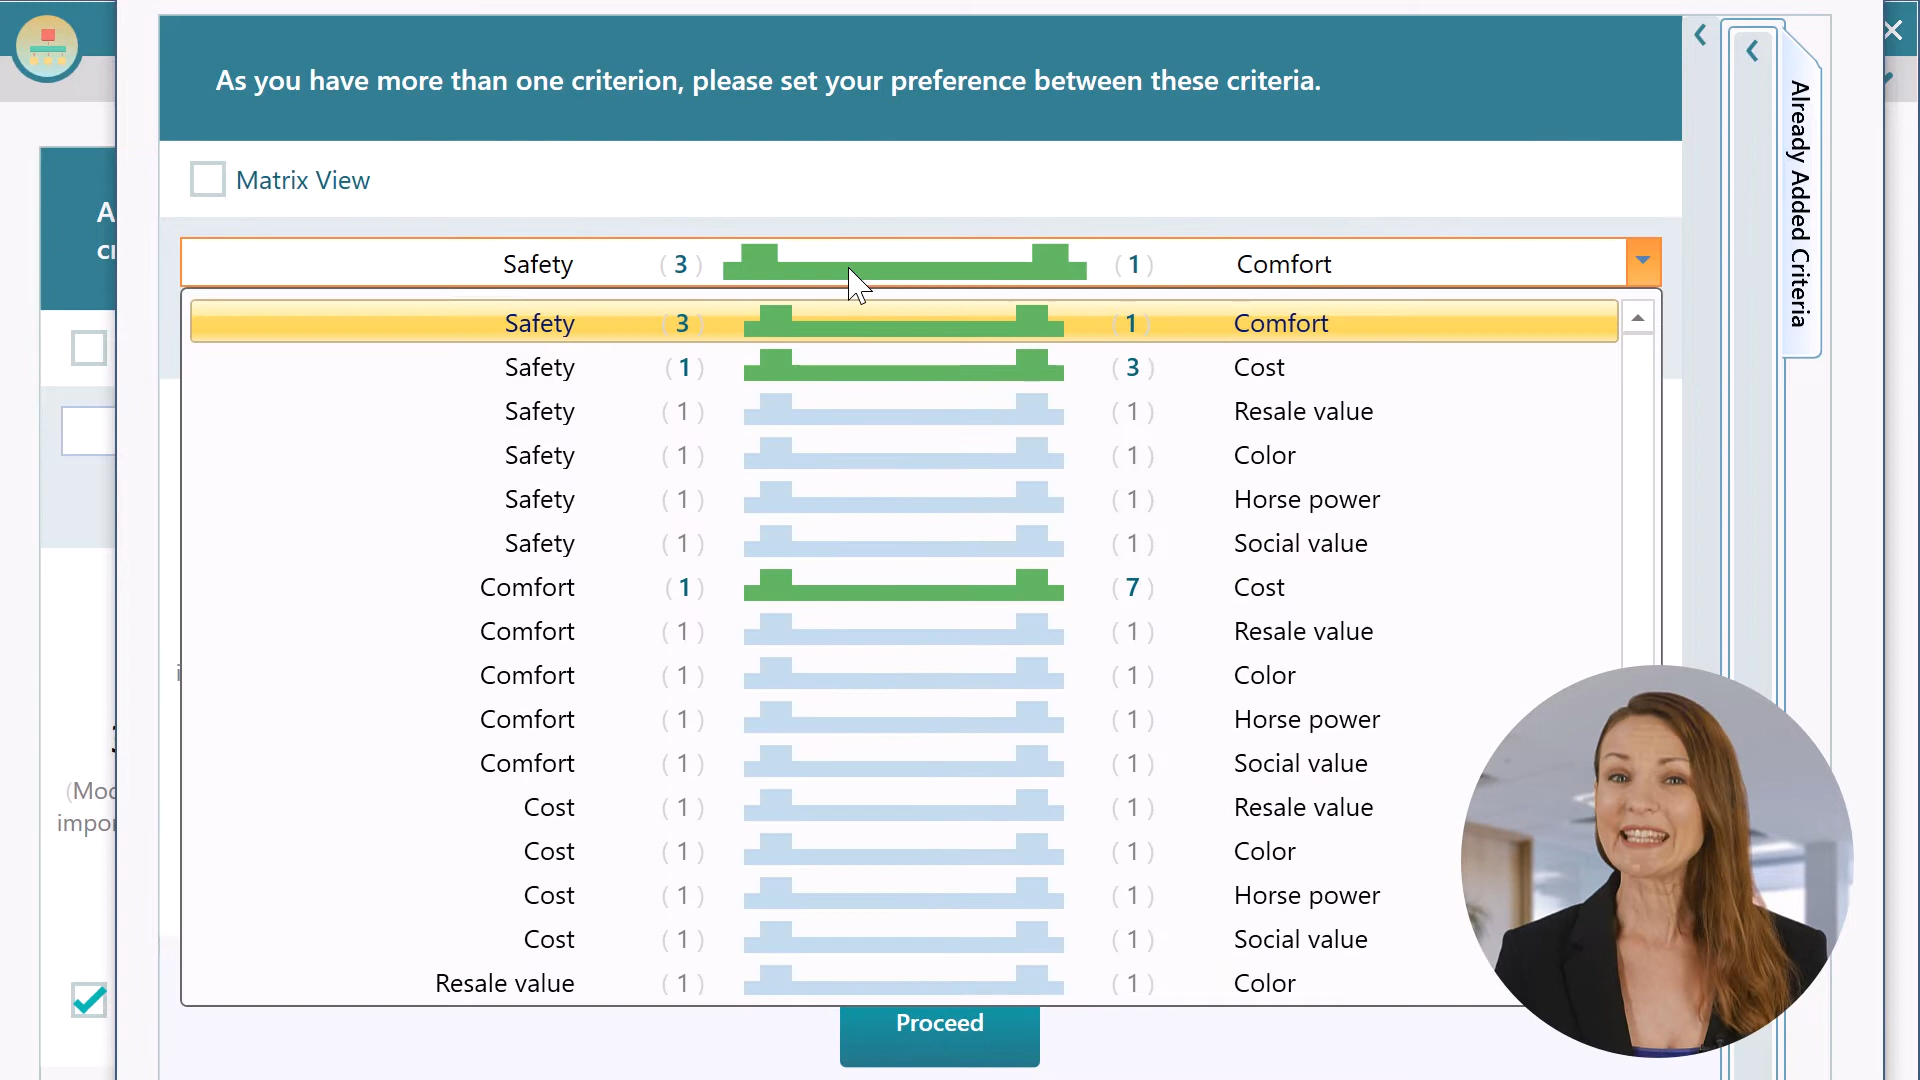 As you have more than one criterion, please set your preference between these criteria.
Matrix View
Safety ( 3 ) ( 1 ) Comfort
Safety ( 3 ) ( 1 ) Comfort
Safety ( 1 ) ( 3 ) Cost
Safety ( 1 ) ( 1 ) Resale value
Safety ( 1 ) ( 1 ) Color
Safety ( 1 ) ( 1 ) Horse power
Safety ( 1 ) ( 1 ) Social value
Comfort ( 1 ) ( 7 ) Cost
Comfort ( 1 ) ( 1 ) Resale value
Comfort ( 1 ) ( 1 ) Color
Comfort ( 1 ) ( 1 ) Horse power
Comfort ( 1 ) ( 1 ) Social value
Cost ( 1 ) ( 1 ) Resale value
Cost ( 1 ) ( 1 ) Color
Cost ( 1 ) ( 1 ) Horse power
Cost ( 1 ) ( 1 ) Social value
Resale value ( 1 ) ( 1 ) Color
Proceed
Already Added Criteria